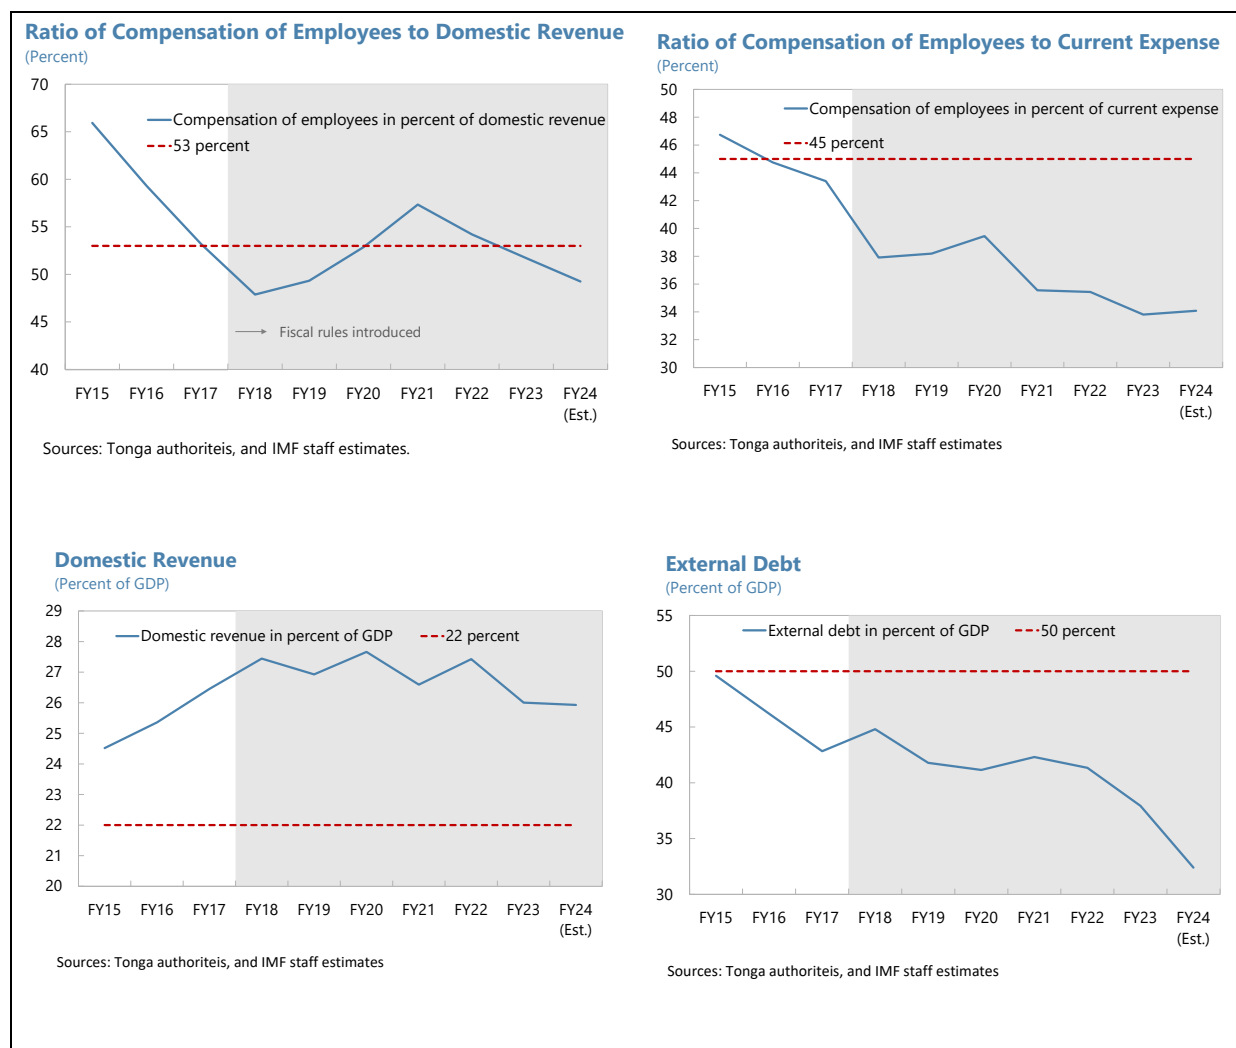 Ratio of Compensation of Employees to Domestic Revenue
(Percent)
70
65
60
55
50
45
40
Compensation of employees in percent of domestic revenue
53 percent
Fiscal rules introduced
FY15 FY16 FY17 FY18 FY19 FY20 FY21 FY22 FY23 FY24
(Est.)
Sources: Tonga authoriteis, and IMF staff estimates.
Ratio of Compensation of Employees to Current Expense
(Percent)
50
48
46
44
42
40
38
36
34
32
30
Compensation of employees in percent of current expense
45 percent
FY15 FY16 FY17 FY18 FY19 FY20 FY21 FY22 FY23 FY24
(Est.)
Sources: Tonga authoriteis, and IMF staff estimates
Domestic Revenue
(Percent of GDP)
29
28
27
26
25
24
23
22
21
20
Domestic revenue in percent of GDP 22 percent
FY15 FY16 FY17 FY18 FY19 FY20 FY21 FY22 FY23 FY24
(Est.)
Sources: Tonga authoriteis, and IMF staff estimates
External Debt
(Percent of GDP)
55
50
45
40
35
30
External debt in percent of GDP 50 percent
FY15 FY16 FY17 FY18 FY19 FY20 FY21 FY22 FY23 FY24
(Est.)
Sources: Tonga authoriteis, and IMF staff estimates